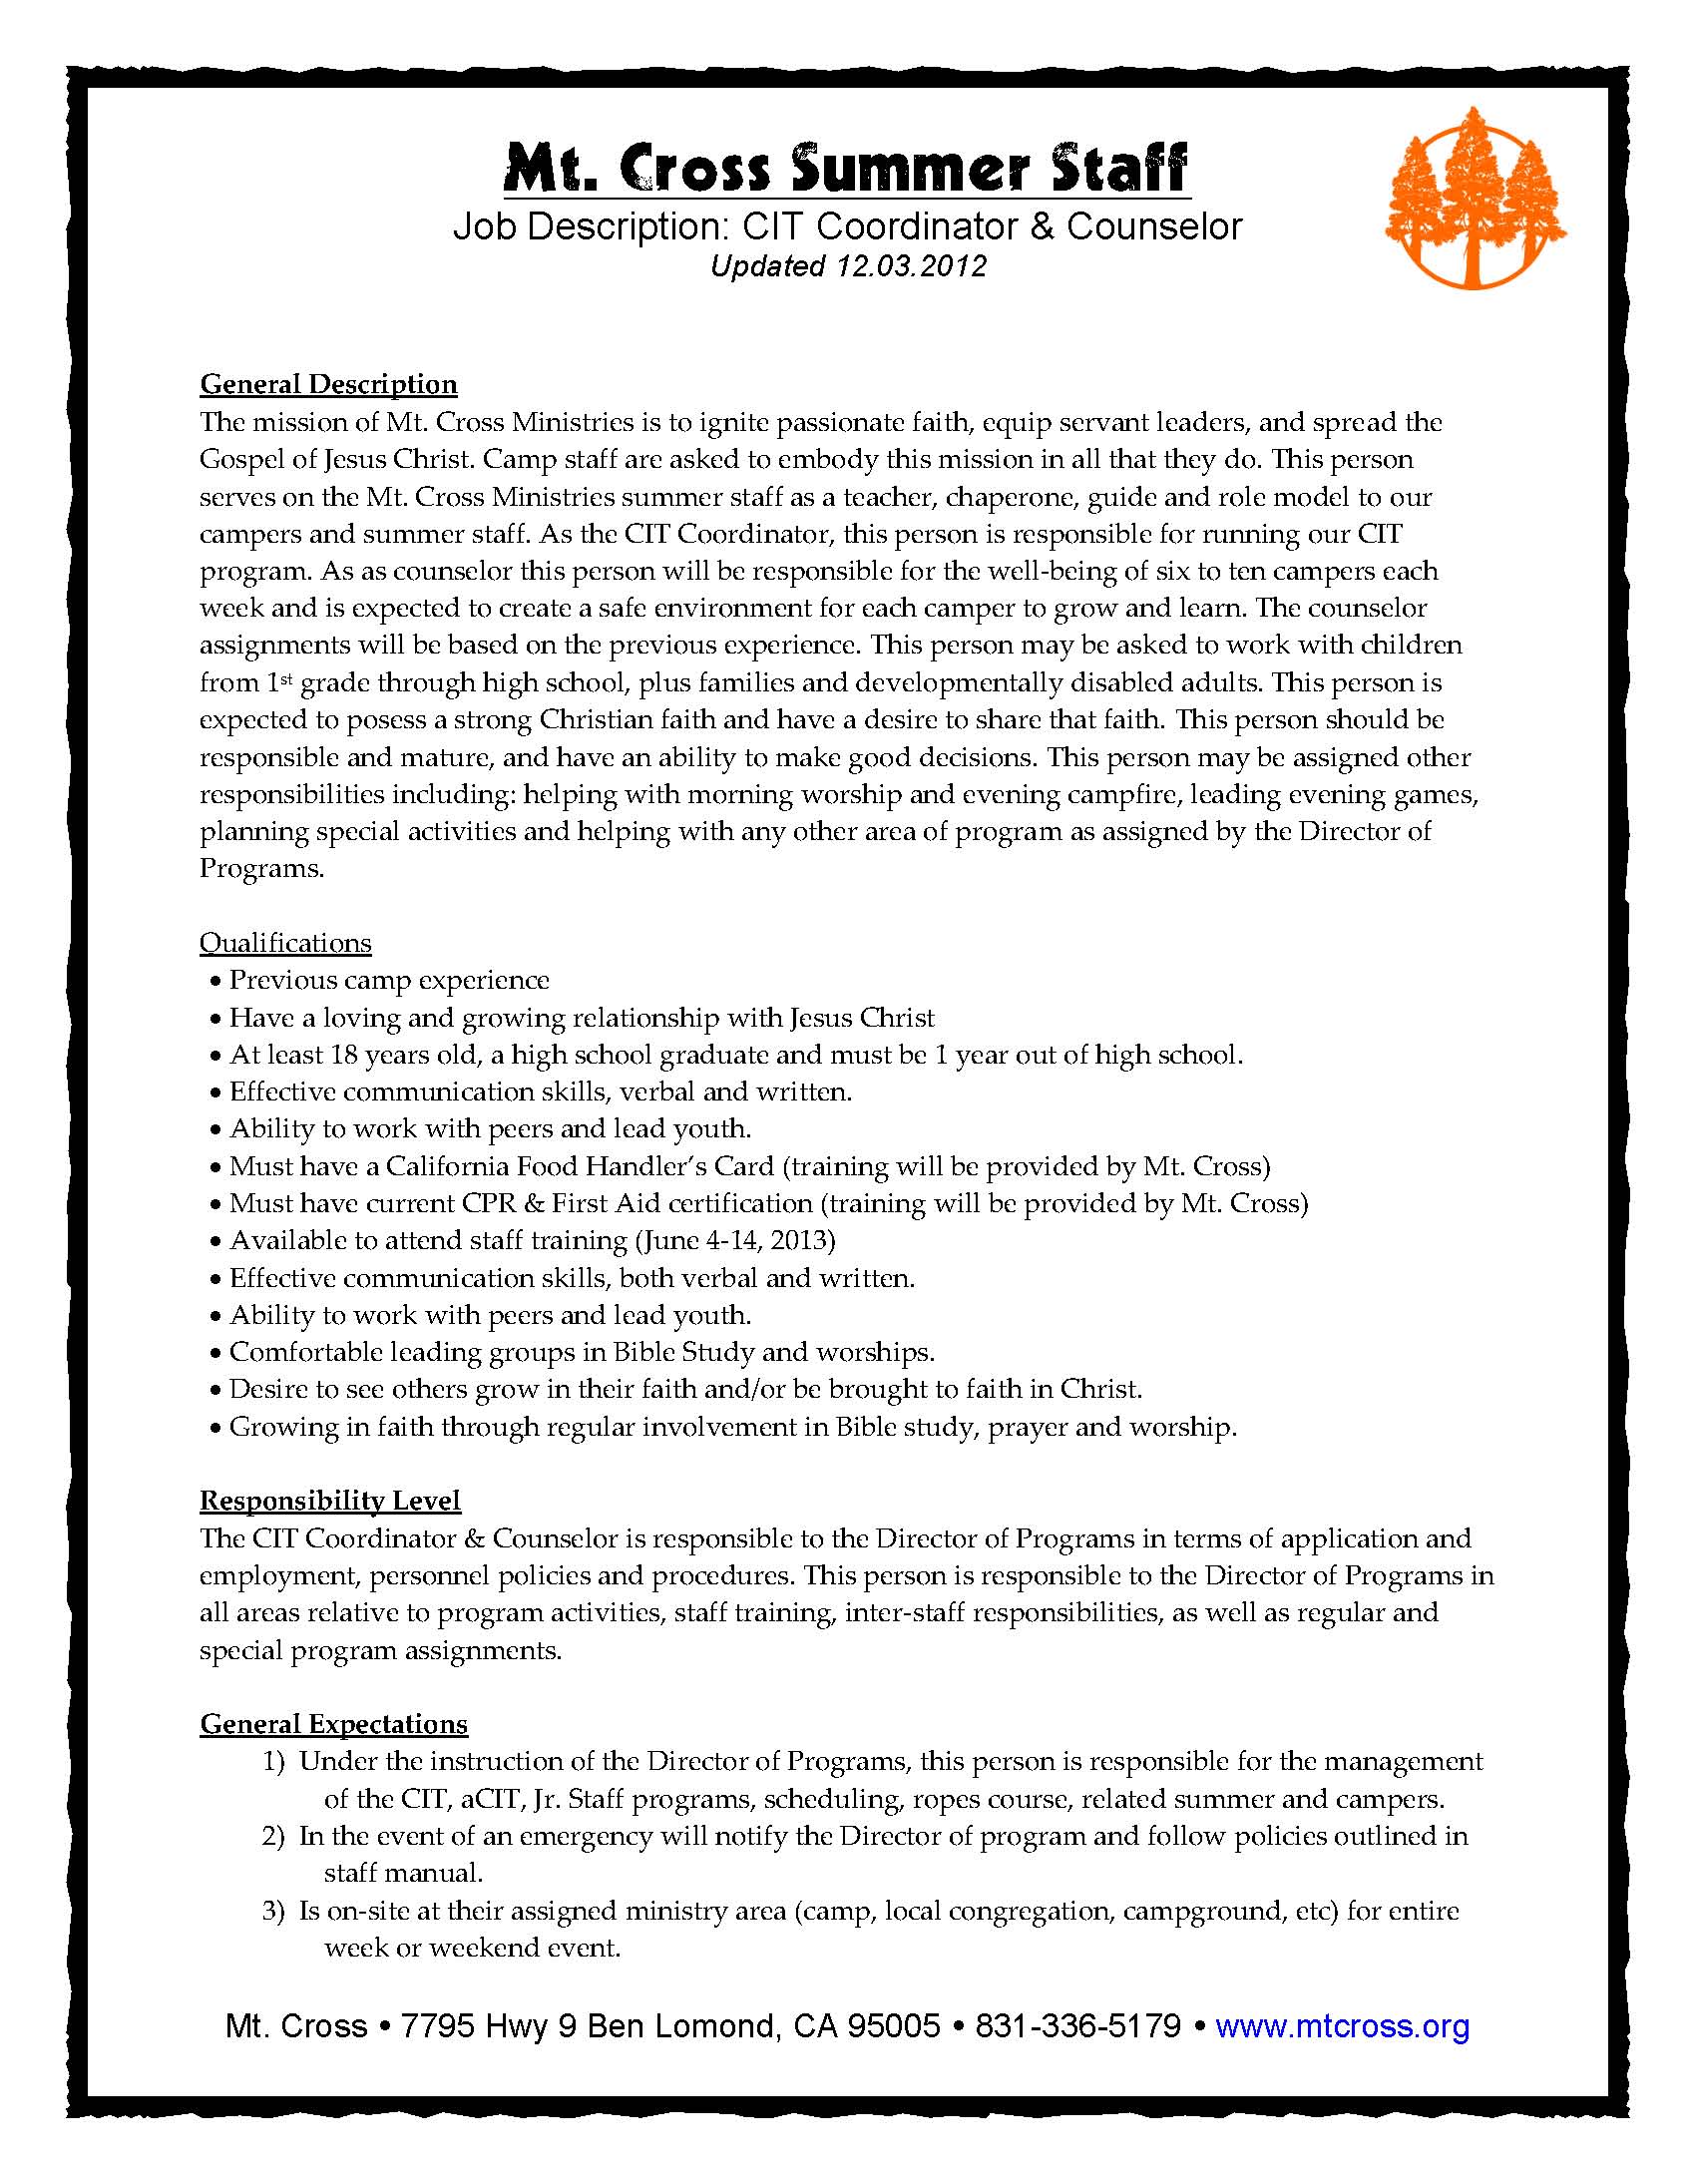 Mt. Cross Summer Staff
Job Description: CIT Coordinator & Counselor
Updated 12.03.2012
General Description
The mission of Mt. Cross Ministries is to ignite passionate faith, equip servant leaders, and spread the
Gospel of Jesus Christ. Camp staff are asked to embody this mission in all that they do. This person
serves on the Mt. Cross Ministries summer staff as a teacher, chaperone, guide and role model to our
campers and summer staff. As the CIT Coordinator, this person is responsible for running our CIT
program. As as counselor this person will be responsible for the well-being of six to ten campers each
week and is expected to create a safe environment for each camper to grow and learn. The counselor
assignments will be based on the previous experience. This person may be asked to work with children
from 1st grade through high school, plus families and developmentally disabled adults. This person is
expected to posess a strong Christian faith and have a desire to share that faith. This person should be
responsible and mature, and have an ability to make good decisions. This person may be assigned other
responsibilities including: helping with morning worship and evening campfire, leading evening games,
planning special activities and helping with any other area of program as assigned by the Director of
Programs.
Qualifications
• Previous camp experience
• Have a loving and growing relationship with Jesus Christ
• At least 18 years old, a high school graduate and must be 1 year out of high school.
• Effective communication skills, verbal and written.
• Ability to work with peers and lead youth.
• Must have a California Food Handler’s Card (training will be provided by Mt. Cross)
• Must have current CPR & First Aid certification (training will be provided by Mt. Cross)
• Available to attend staff training (June 4-14, 2013)
• Effective communication skills, both verbal and written.
• Ability to work with peers and lead youth.
• Comfortable leading groups in Bible Study and worships.
• Desire to see others grow in their faith and/or be brought to faith in Christ.
• Growing in faith through regular involvement in Bible study, prayer and worship.
Responsibility Level
The CIT Coordinator & Counselor is responsible to the Director of Programs in terms of application and
employment, personnel policies and procedures. This person is responsible to the Director of Programs in
all areas relative to program activities, staff training, inter-staff responsibilities, as well as regular and
special program assignments.
General Expectations
1) Under the instruction of the Director of Programs, this person is responsible for the management
of the CIT, aCIT, Jr. Staff programs, scheduling, ropes course, related summer and campers.
2) In the event of an emergency will notify the Director of program and follow policies outlined in
staff manual.
3) Is on-site at their assigned ministry area (camp, local congregation, campground, etc) for entire
week or weekend event.
Mt. Cross • 7795 Hwy 9 Ben Lomond, CA 95005 • 831-336-5179 • www.mtcross.org